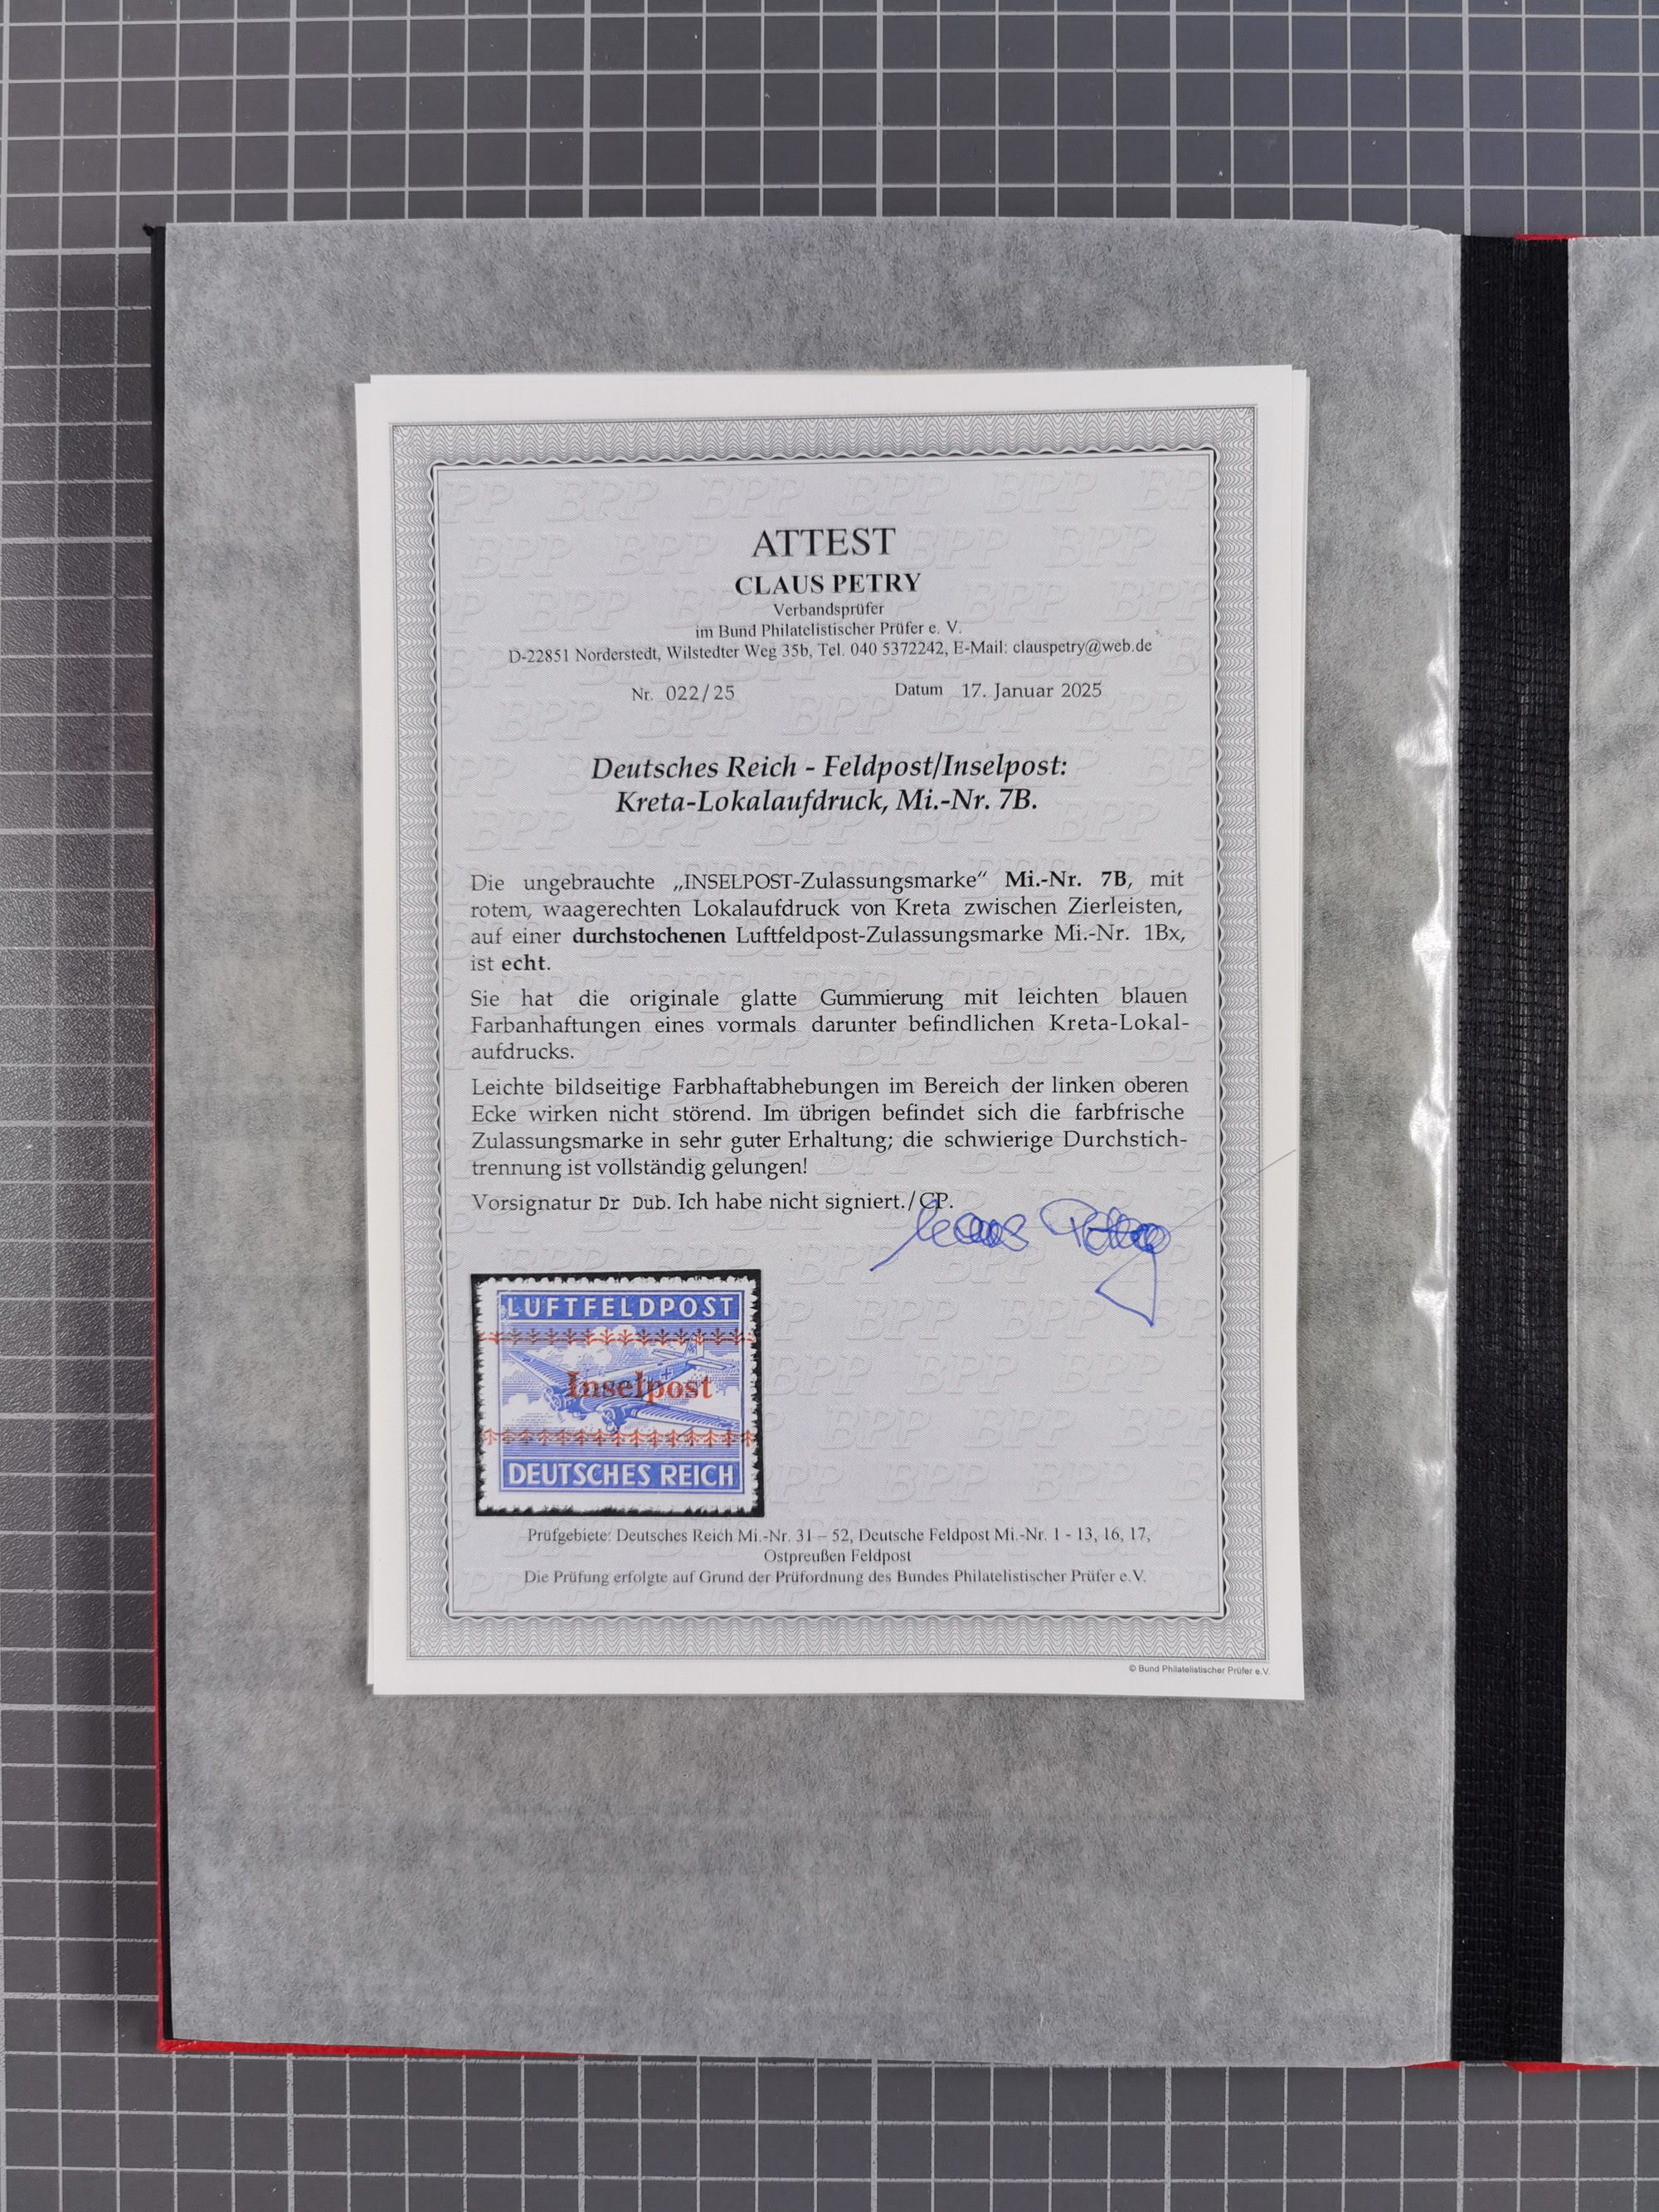 ATTEST
CLAUS PETRY
Verbandsprüfer
im Bund Philatelistischer Prüfer e. V.
D-22851 Norderstedt, Wilstedter Weg 35b, Tel. 040 5372242, E-Mail: clauspetry@web.de
Nr. 022/25 Datum 17. Januar 2025
Deutsches Reich - Feldpost/Inselpost:
Kreta-Lokalaufdruck, Mi.-Nr. 7B.
Die ungebrauchte „INSELPOST-Zulassungsmarke“ Mi.-Nr. 7B, mit
rotem, waagerechten Lokalaufdruck von Kreta zwischen Zierleisten,
auf einer durchstochenen Luftfeldpost-Zulassungsmarke Mi.-Nr. 1Bx,
ist echt.
Sie hat die originale glatte Gummierung mit leichten blauen
Farbanhaftungen eines vormals darunter befindlichen Kreta-Lokal-
aufdrucks.
Leichte bildseitige Farbhaftabhebungen im Bereich der linken oberen
Ecke wirken nicht störend. Im übrigen befindet sich die farbfrische
Zulassungsmarke in sehr guter Erhaltung; die schwierige Durchstich-
trennung ist vollständig gelungen!
Vorsignatur Dr Dub. Ich habe nicht signiert./CP.
Claus Petry
LUFTFELDPOST
Inselpost
DEUTSCHES REICH
Prüfgebiete: Deutsches Reich Mi.-Nr. 31 – 52, Deutsche Feldpost Mi.-Nr. 1 - 13, 16, 17,
Ostpreußen Feldpost
Die Prüfung erfolgte auf Grund der Prüfordnung des Bundes Philatelistischer Prüfer e.V.
© Bund Philatelistischer Prüfer e.V.